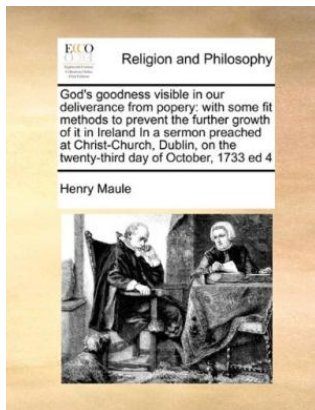 ECCO
Religion and Philosophy
God's goodness visible in our
deliverance from popery: with some fit
methods to prevent the further growth
of it in Ireland In a sermon preached
at Christ-Church, Dublin, on the
twenty-third day of October, 1733 ed 4
Henry Maule